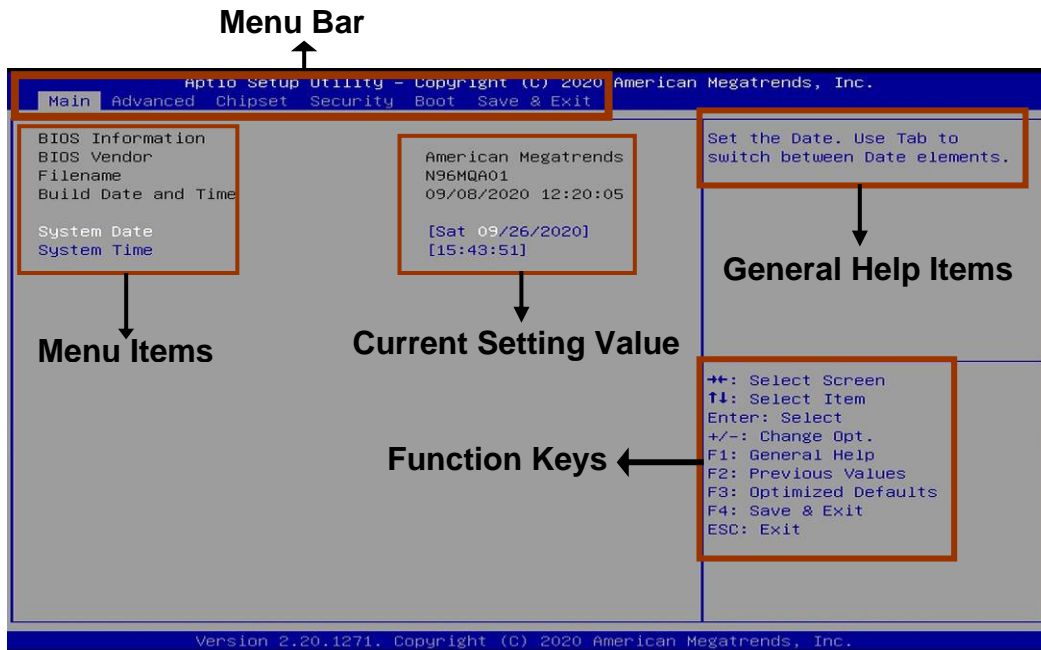 Menu Bar
Aptio Setup Utility – Copyright (C) 2020 American Megatrends, Inc.
Main Advanced Chipset Security Boot Save & Exit
BIOS Information
BIOS Vendor American Megatrends
Filename N96MQA01
Build Date and Time 09/08/2020 12:20:05
System Date [Sat 09/26/2020]
System Time [15:43:51]
Set the Date. Use Tab to
switch between Date elements.
General Help Items
Menu Items
Current Setting Value
→←: Select Screen
↑↓: Select Item
Enter: Select
+/-: Change Opt.
F1: General Help
F2: Previous Values
F3: Optimized Defaults
F4: Save & Exit
ESC: Exit
Function Keys
Version 2.20.1271. Copyright (C) 2020 American Megatrends, Inc.